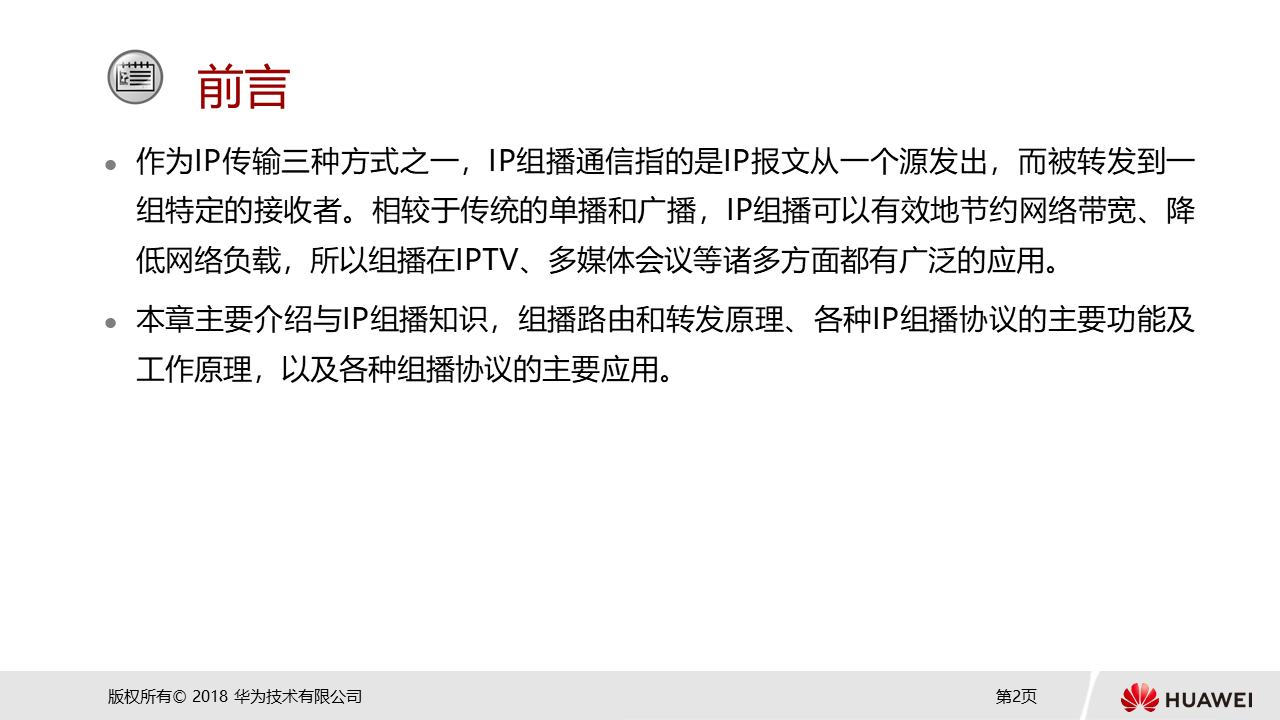 前言
作为IP传输三种方式之一，IP组播通信指的是IP报文从一个源发出，而被转发到一
组特定的接收者。相较于传统的单播和广播，IP组播可以有效地节约网络带宽、降
低网络负载，所以组播在IPTV、多媒体会议等诸多方面都有广泛的应用。
本章主要介绍与IP组播知识，组播路由和转发原理、各种IP组播协议的主要功能及
工作原理，以及各种组播协议的主要应用。
版权所有© 2018 华为技术有限公司
第2页
HUAWEI